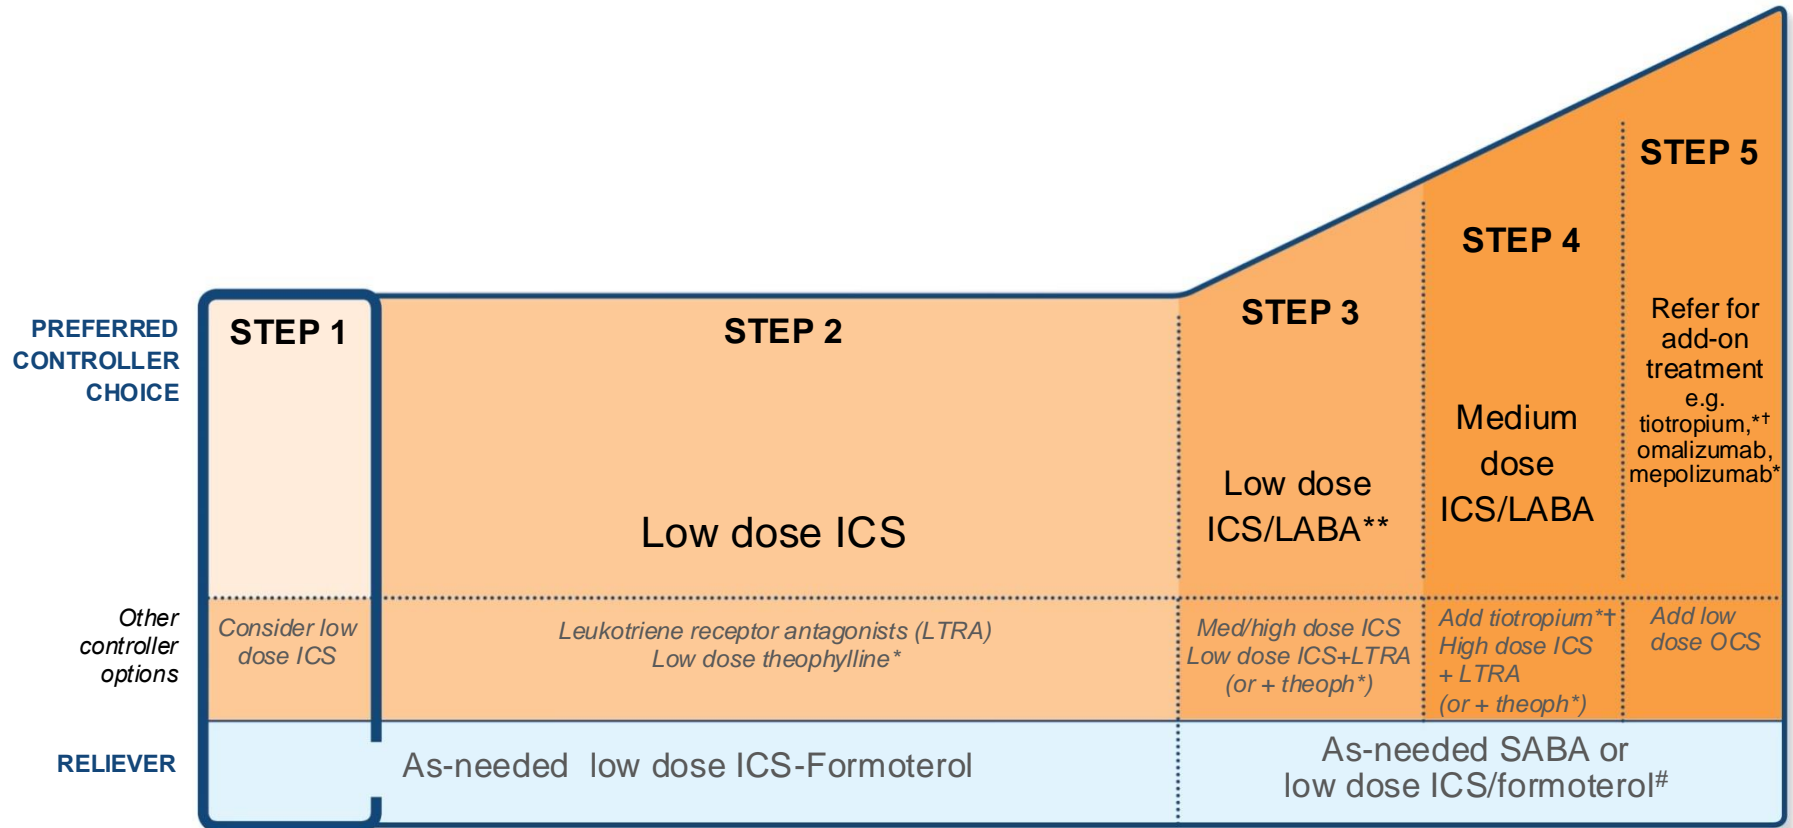 PREFERRED
CONTROLLER
CHOICE
STEP 1
STEP 2
Low dose ICS
STEP 3
Low dose
ICS/LABA**
STEP 4
Medium
dose
ICS/LABA
STEP 5
Refer for
add-on
treatment
e.g.
tiotropium,*†
omalizumab,
mepolizumab*
Other
controller
options
Consider low
dose ICS
Leukotriene receptor antagonists (LTRA)
Low dose theophylline*
Med/high dose ICS
Low dose ICS+LTRA
(or + theoph*)
Add tiotropium*†
High dose ICS
+ LTRA
(or + theoph*)
Add low
dose OCS
RELIEVER
As-needed low dose ICS-Formoterol
As-needed SABA or
low dose ICS/formoterol#